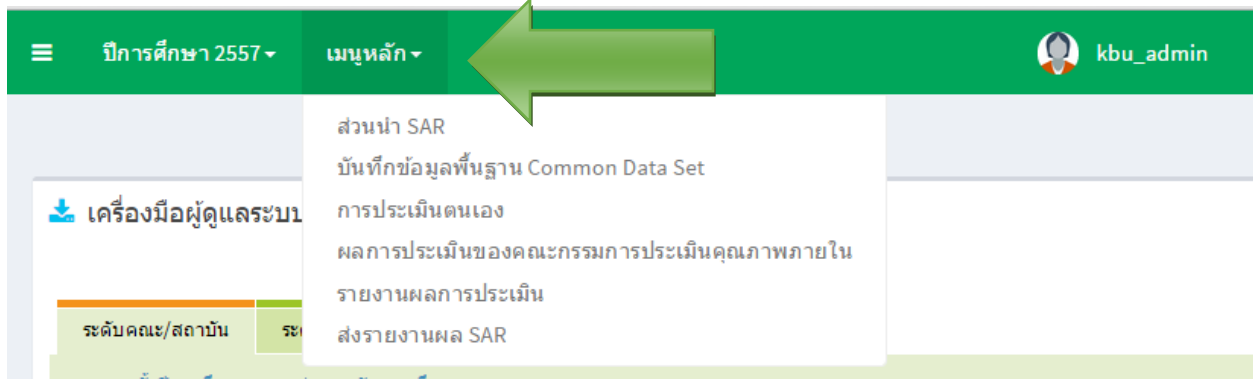 ปีการศึกษา 2557 เมนูหลัก kbu_admin
ส่วนนำ SAR
บันทึกข้อมูลพื้นฐาน Common Data Set
การประเมินตนเอง
ผลการประเมินของคณะกรรมการประเมินคุณภาพภายใน
รายงานผลการประเมิน
ส่งรายงานผล SAR
เครื่องมือผู้ดูแลระบบ
ระดับคณะ/สถาบัน